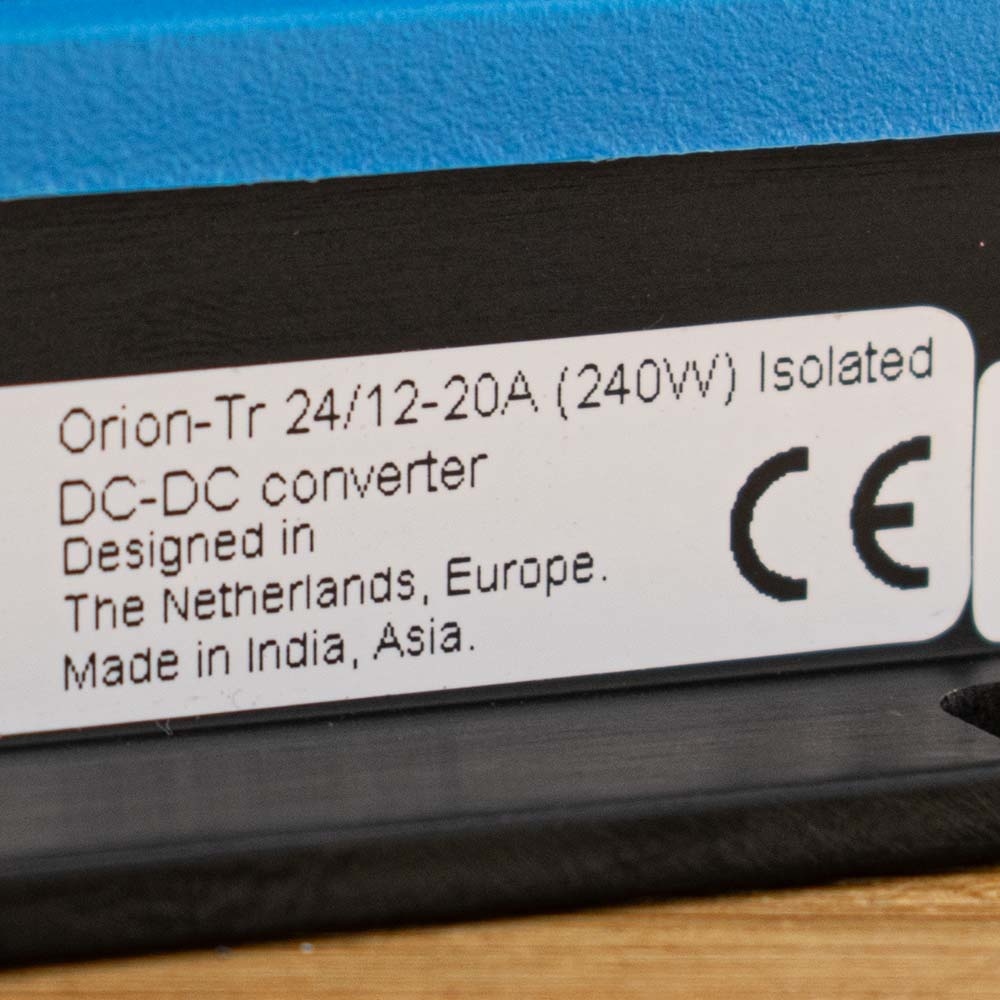 Orion-Tr 24/12-20A (240W) Isolated
DC-DC converter
Designed in
The Netherlands, Europe.
Made in India, Asia.
CE